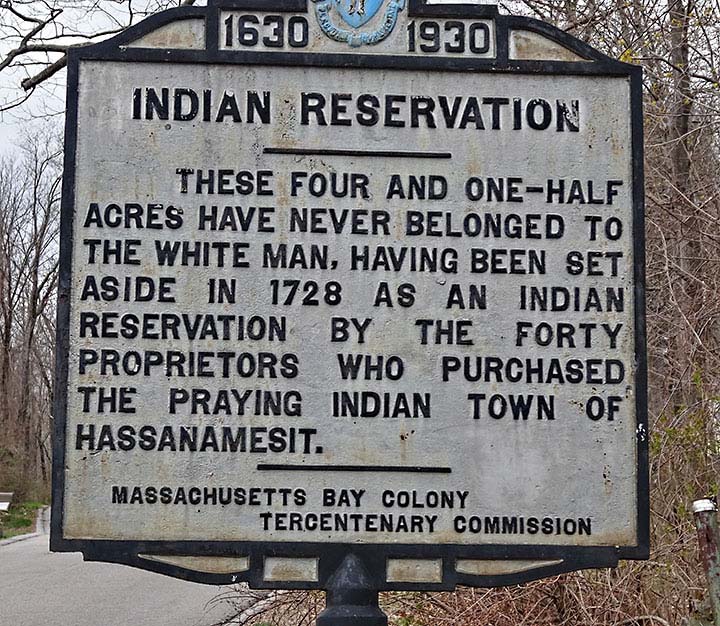 1630 1930
INDIAN RESERVATION
THESE FOUR AND ONE-HALF
ACRES HAVE NEVER BELONGED TO
THE WHITE MAN, HAVING BEEN SET
ASIDE IN 1728 AS AN INDIAN
RESERVATION BY THE FORTY
PROPRIETORS WHO PURCHASED
THE PRAYING INDIAN TOWN OF
HASSANAMESIT.
MASSACHUSETTS BAY COLONY
TERCENTENARY COMMISSION